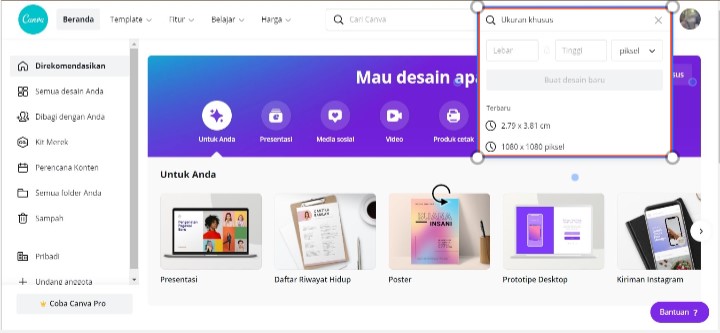 Canva
Beranda
Template
Fitur
Belajar
Harga
Cari Canva
Ukuran khusus
Lebar
Tinggi
piksel
Buat desain baru
Terbaru
2.79 x 3.81 cm
1080 x 1080 piksel
Direkomendasikan
Semua desain Anda
Dibagi dengan Anda
Kit Merek
Perencana Konten
Semua folder Anda
Sampah
Pribadi
Undang anggota
Coba Canva Pro
Mau desain apa
sus
Untuk Anda
Presentasi
Media sosial
Video
Produk cetak
Untuk Anda
Presentasi
Daftar Riwayat Hidup
INSANI
Poster
Prototipe Desktop
Kiriman Instagram
Bantuan ?